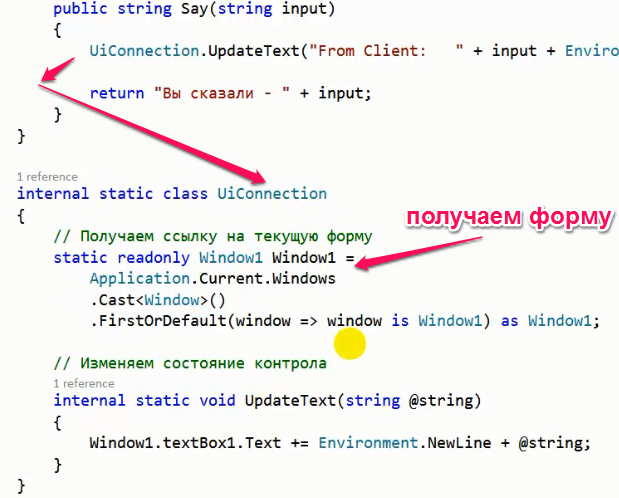 public string Say(string input)
{
UiConnection.UpdateText("From Client:   " + input + Enviro
return "Вы сказали - " + input;
}
}
1 reference
internal static class UiConnection
{
получаем форму
// Получаем ссылку на текущую форму
static readonly Window1 Window1 =
Application.Current.Windows
.Cast<Window>()
.FirstOrDefault(window => window is Window1) as Window1;
// Изменяем состояние контрола
1 reference
internal static void UpdateText(string @string)
{
Window1.textBox1.Text += Environment.NewLine + @string;
}
}